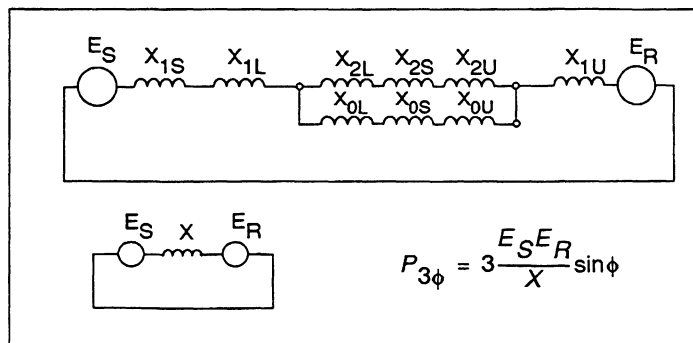 E_S X_1S X_1L X_2L X_2S X_2U X_1U E_R
X_0L X_0S X_0U
E_S X E_R
P_3ϕ = 3 E_S E_R / X sinϕ